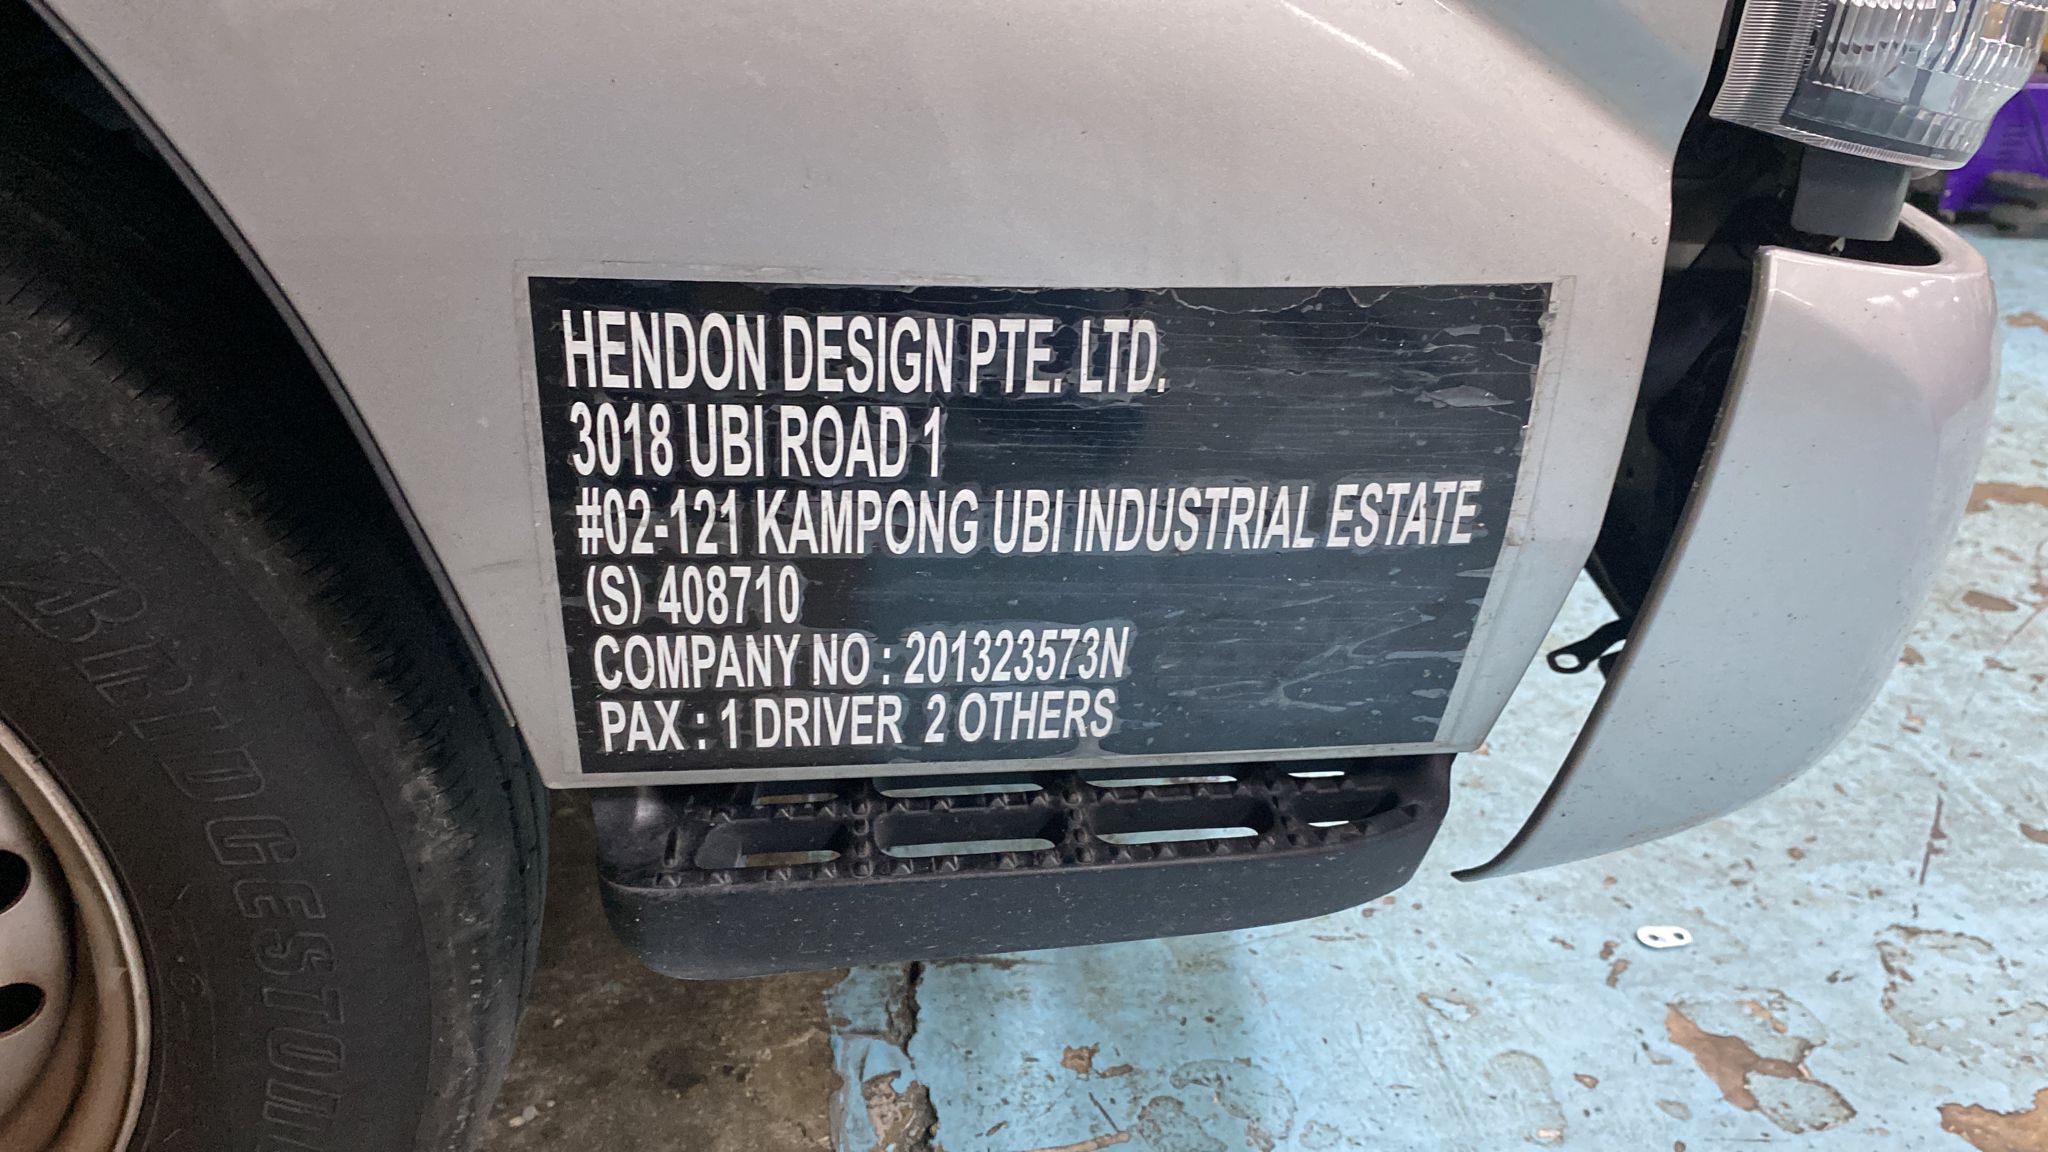 HENDON DESIGN PTE. LTD.
3018 UBI ROAD 1
#02-121 KAMPONG UBI INDUSTRIAL ESTATE
(S) 408710
COMPANY NO : 201323573N
PAX : 1 DRIVER 2 OTHERS